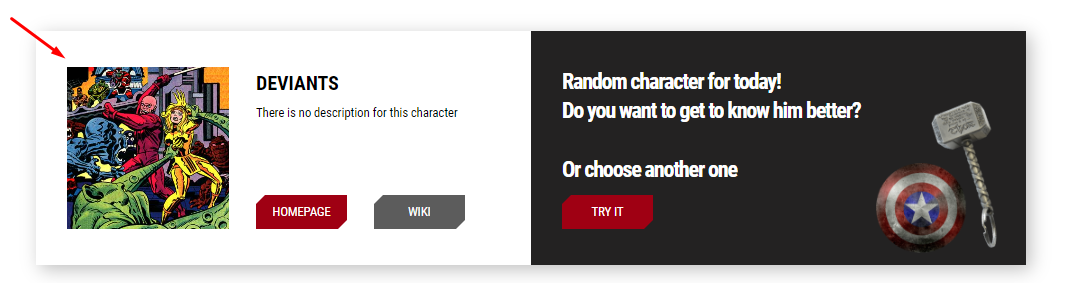 DEVIANTS
There is no description for this character
HOMEPAGE
WIKI
Random character for today!
Do you want to get to know him better?
Or choose another one
TRY IT